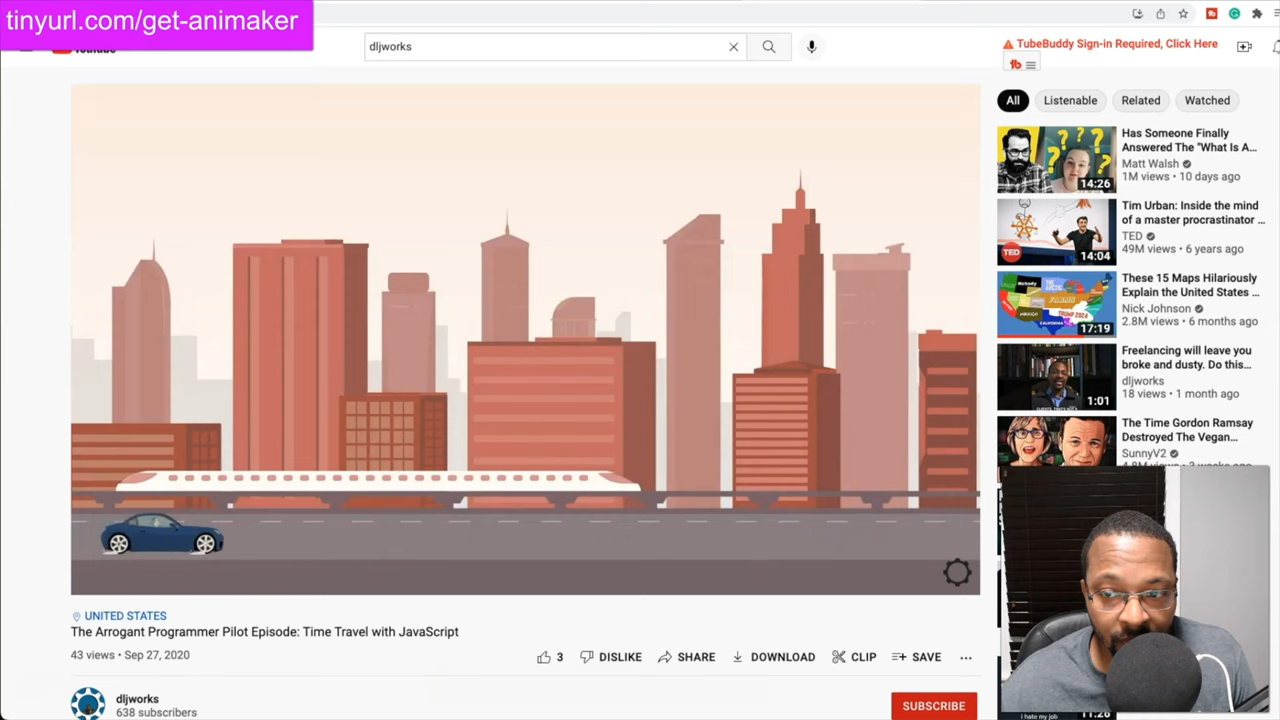 tinyurl.com/get-animaker
YouTube
dljworks
TubeBuddy Sign-in Required, Click Here
tb
All
Listenable
Related
Watched
Has Someone Finally
Answered The "What Is A...
Matt Walsh
1M views • 10 days ago
14:26
Tim Urban: Inside the mind
of a master procrastinator ...
TED
49M views • 6 years ago
TED
14:04
These 15 Maps Hilariously
Explain the United States ...
Nick Johnson
2.8M views • 6 months ago
17:19
Freelancing will leave you
broke and dusty. Do this...
dljworks
18 views • 1 month ago
1:01
The Time Gordon Ramsay
Destroyed The Vegan...
SunnyV2
UNITED STATES
The Arrogant Programmer Pilot Episode: Time Travel with JavaScript
43 views • Sep 27, 2020
3
DISLIKE
SHARE
DOWNLOAD
CLIP
SAVE
dljworks
638 subscribers
SUBSCRIBE
i hate my job